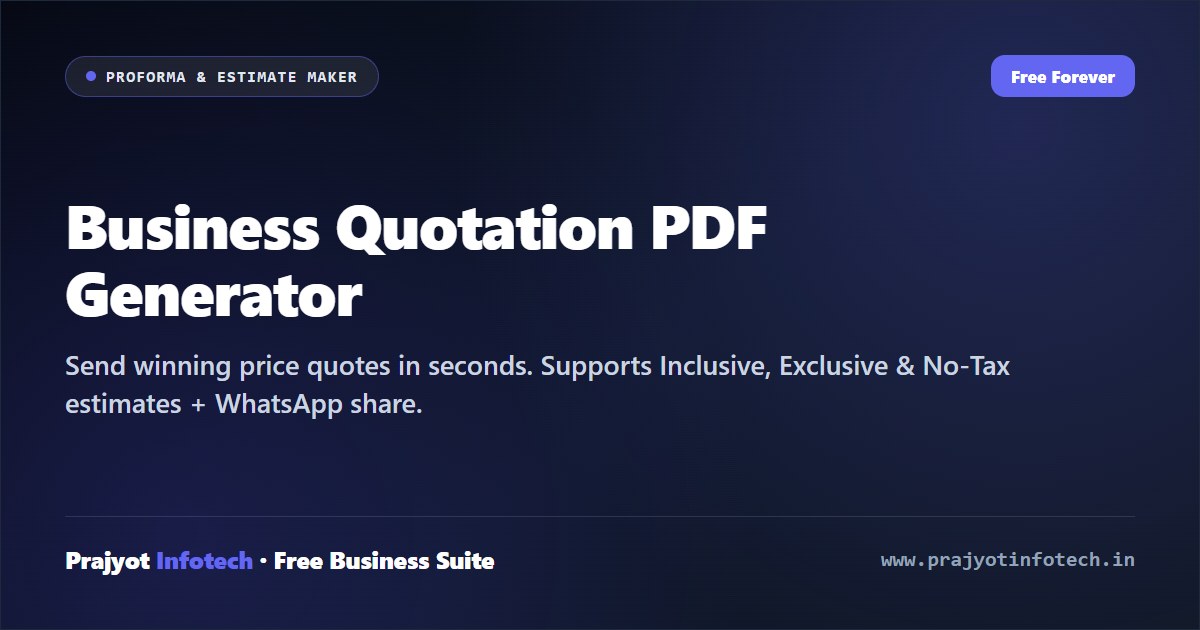 PROFORMA & ESTIMATE MAKER
Free Forever
Business Quotation PDF
Generator
Send winning price quotes in seconds. Supports Inclusive, Exclusive & No-Tax
estimates + WhatsApp share.
Prajyot Infotech · Free Business Suite
www.prajyotinfotech.in